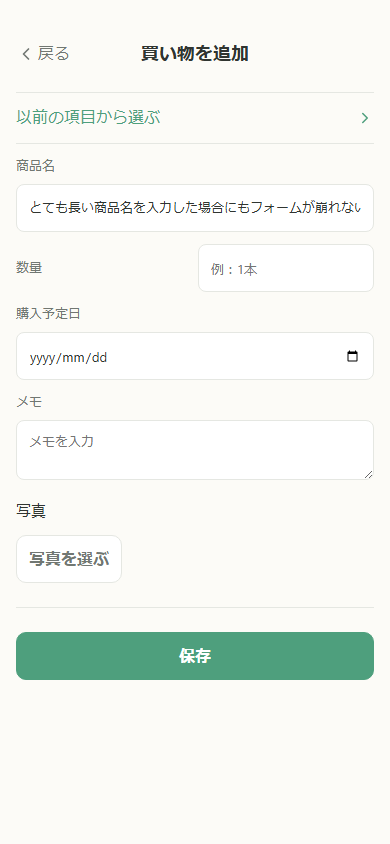 戻る
買い物を追加
以前の項目から選ぶ
商品名
とても長い商品名を入力した場合にもフォームが崩れない
数量
例：1本
購入予定日
yyyy/mm/dd
メモ
メモを入力
写真
写真を選ぶ
保存